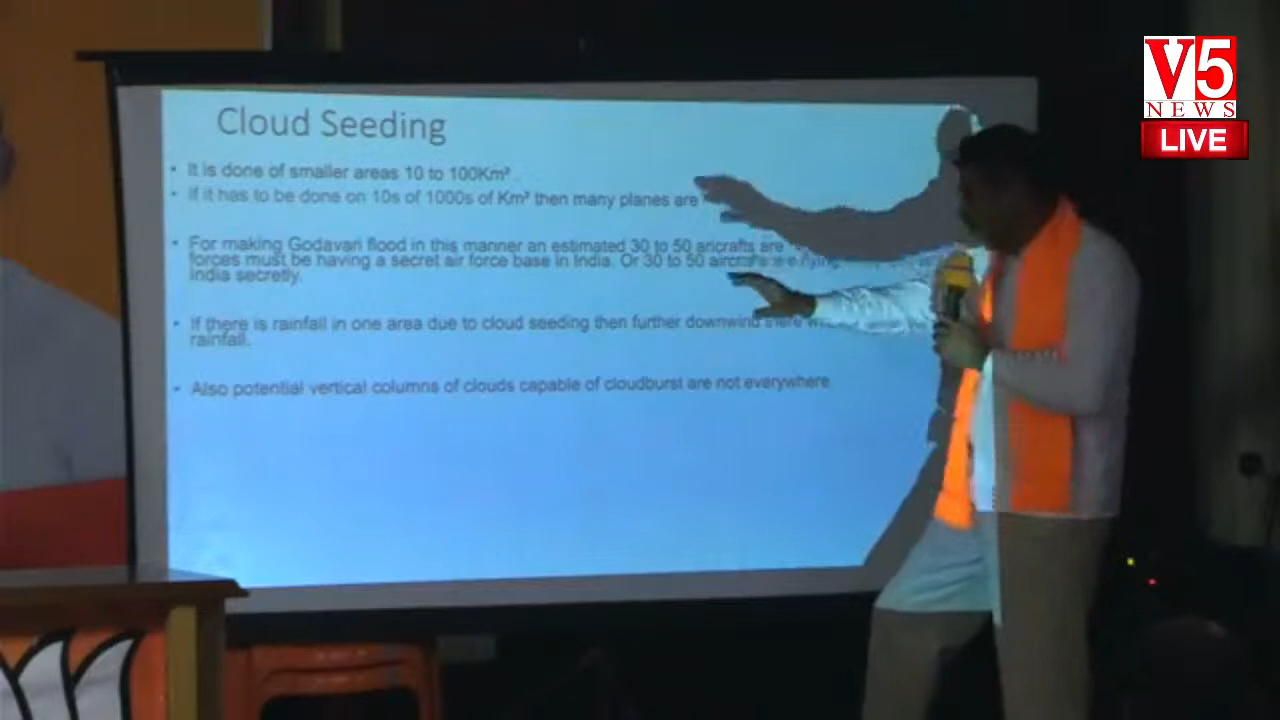 V5
NEWS
LIVE
Cloud Seeding
• It is done of smaller areas 10 to 100Km².
• If it has to be done on 10s of 1000s of Km² then many planes are
• For making Godavari flood in this manner an estimated 30 to 50 aricrafts are
forces must be having a secret air force base in India. Or 30 to 50 aircrafts are flying
India secretly.
• If there is rainfall in one area due to cloud seeding then further downwind there
rainfall.
• Also potential vertical columns of clouds capable of cloudburst are not everywhere